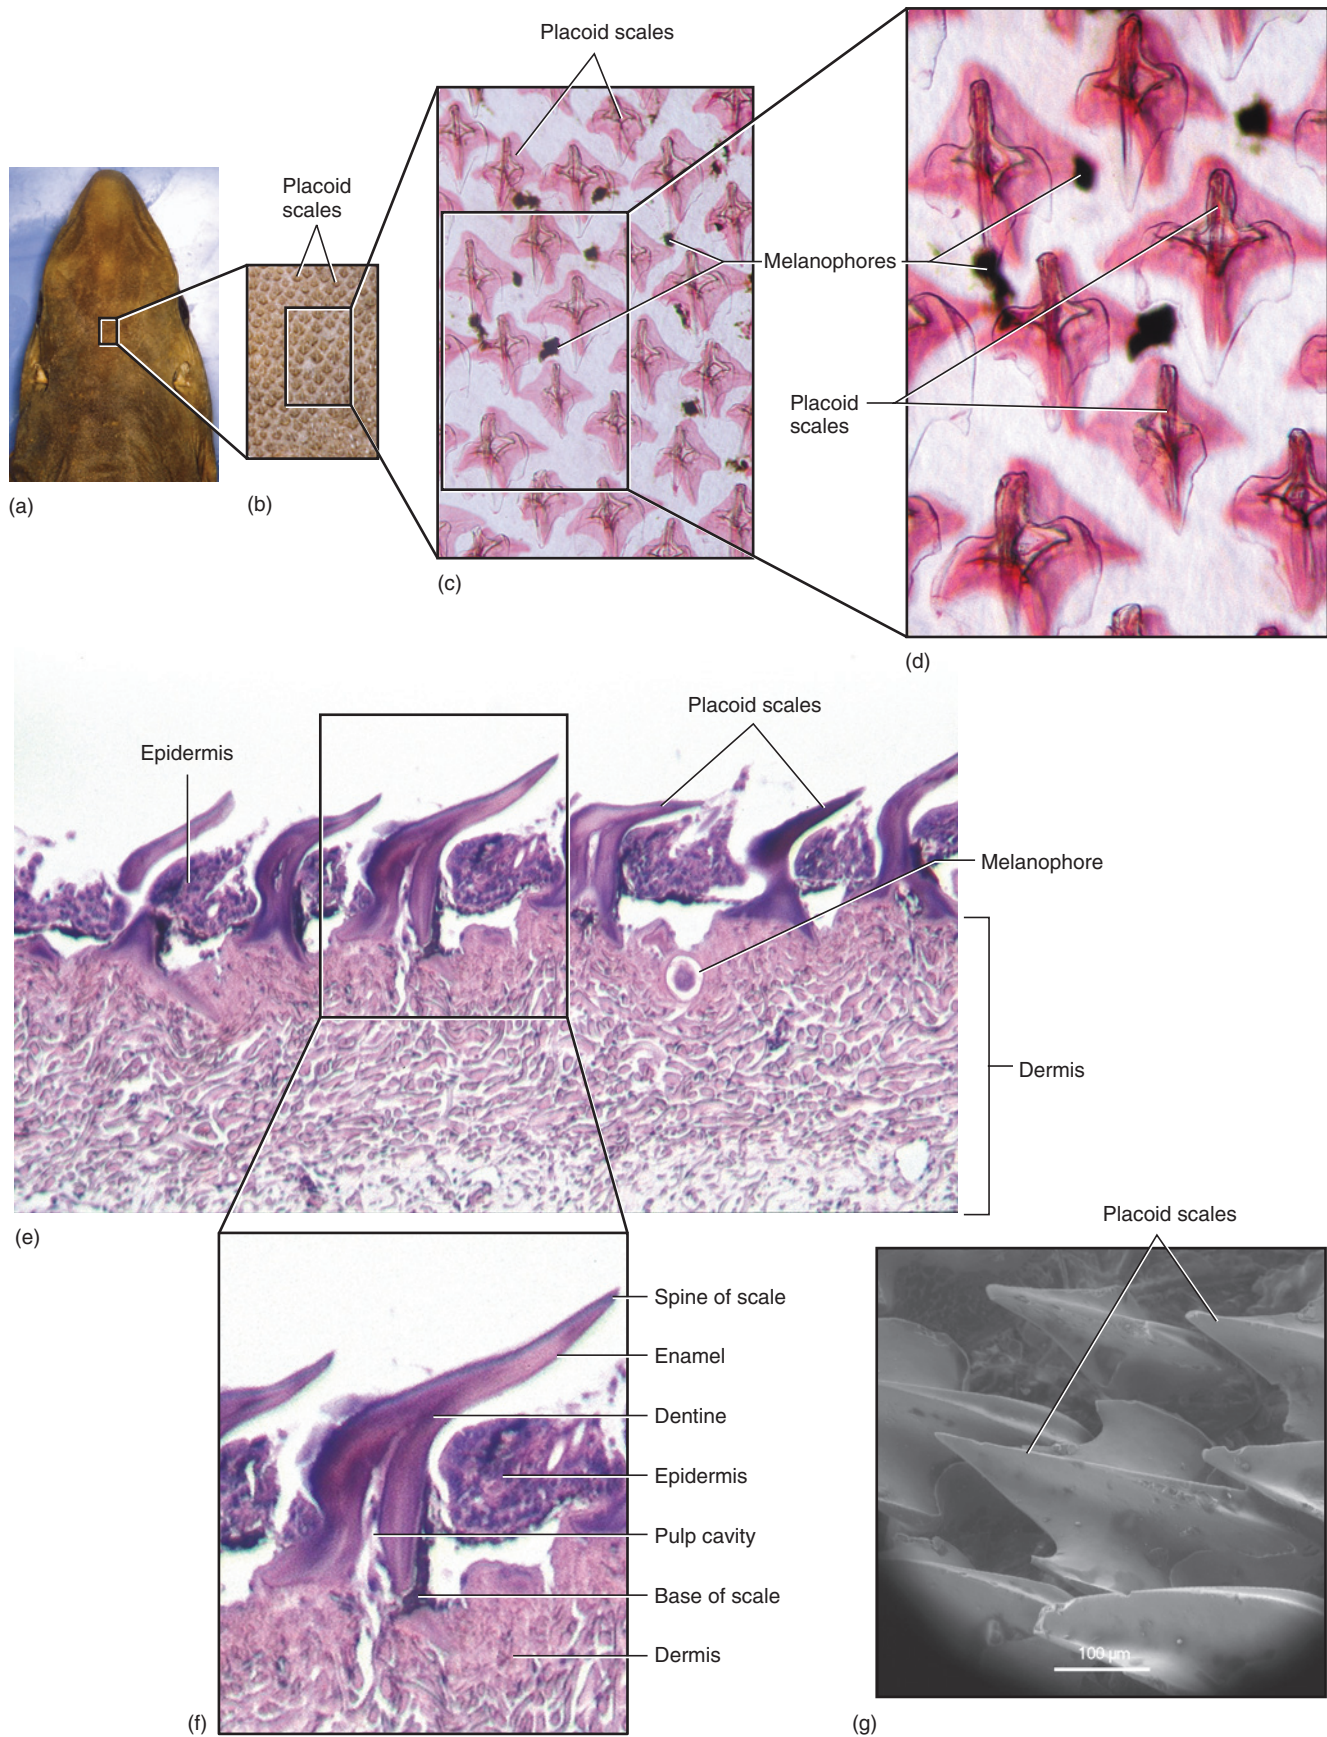 Placoid scales
Placoid
scales
Melanophores
Placoid
scales
(a)
(b)
(c)
(d)
Placoid scales
Epidermis
Melanophore
Dermis
(e)
Placoid scales
Spine of scale
Enamel
Dentine
Epidermis
Pulp cavity
Base of scale
Dermis
100 µm
(f)
(g)